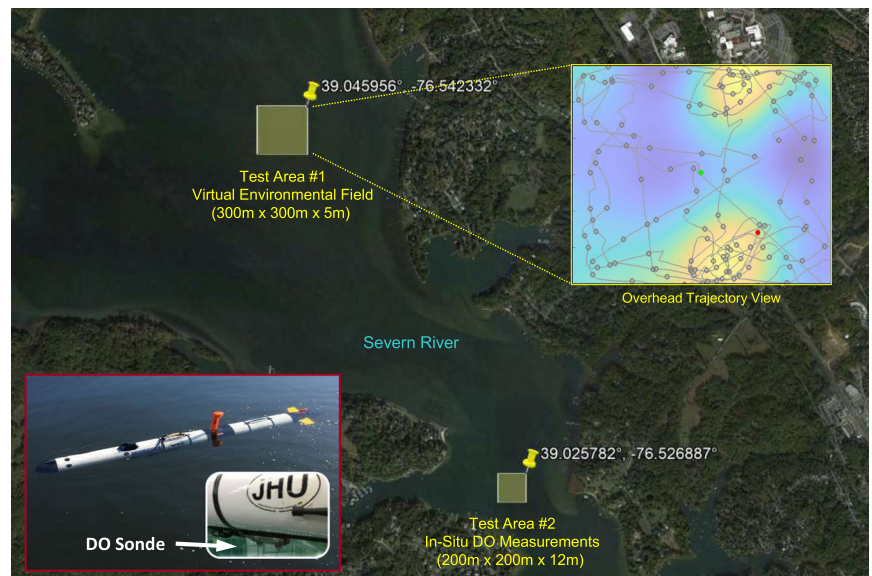 39.045956°, -76.542332°
Test Area #1
Virtual Environmental Field
(300m x 300m x 5m)
Overhead Trajectory View
Severn River
39.025782°, -76.526887°
JHU
DO Sonde
Test Area #2
In-Situ DO Measurements
(200m x 200m x 12m)